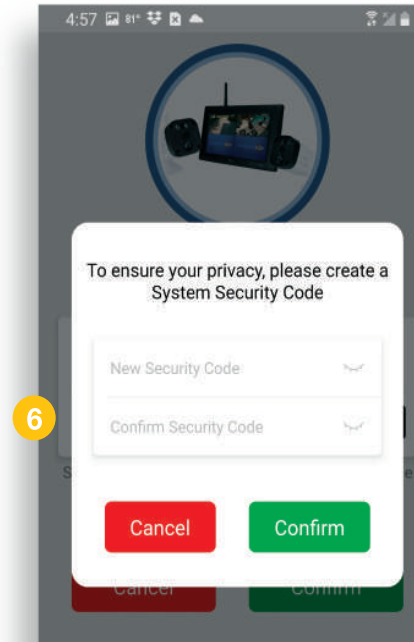 4:57 81°
To ensure your privacy, please create a
System Security Code
New Security Code
6
Confirm Security Code
S
e
Cancel Confirm
Cancel Confirm